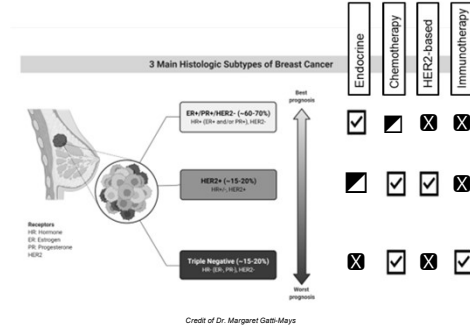 Endocrine
Chemotherapy
HER2-based
Immunotherapy
3 Main Histologic Subtypes of Breast Cancer
Best
prognosis
ER+/PR+/HER2- (~60-70%)
HR+ (ER+ and/or PR+), HER2-
X
X
HER2+ (~15-20%)
HR+/-, HER2+
X
Receptors
HR: Hormone
ER: Estrogen
PR: Progesterone
HER2
Triple Negative (~15-20%)
HR- (ER-, PR-), HER2-
X
X
Worst
prognosis
Credit of Dr. Margaret Gatti-Mays